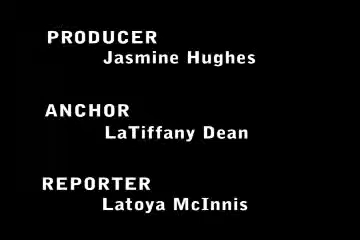 PRODUCER
Jasmine Hughes
ANCHOR
LaTiffany Dean
REPORTER
Latoya McInnis